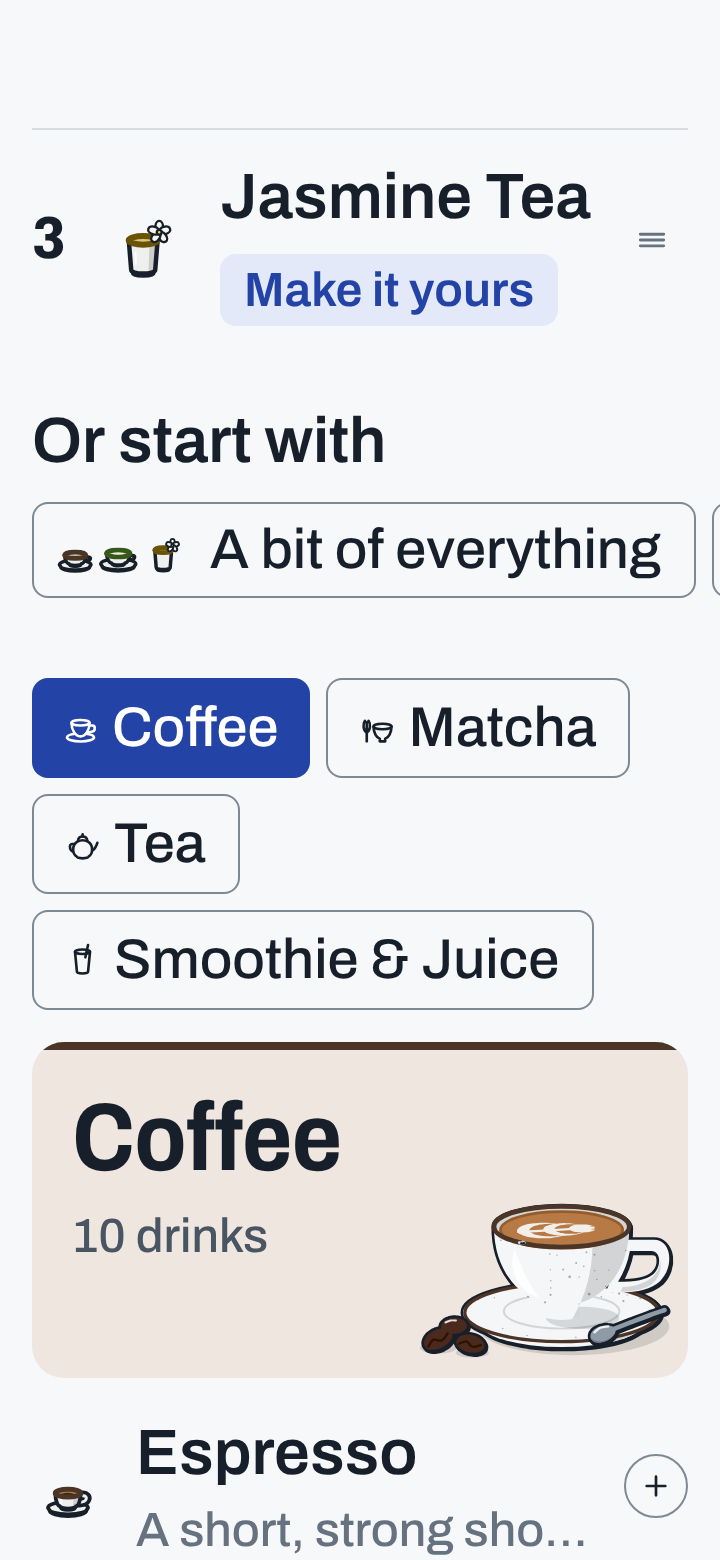 3
Jasmine Tea
Make it yours
Or start with
A bit of everything
Coffee
Matcha
Tea
Smoothie & Juice
Coffee
10 drinks
Espresso
A short, strong sho...